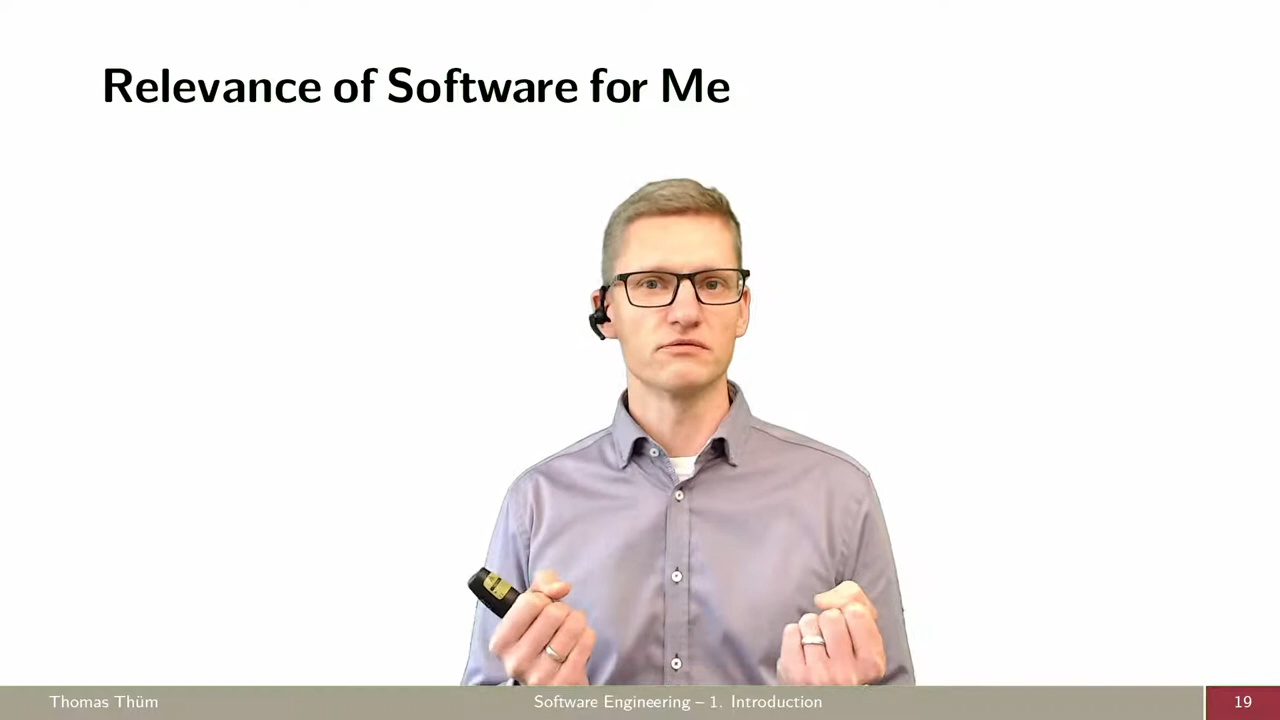 Relevance of Software for Me
Thomas Thüm
Software Engineering – 1. Introduction
19